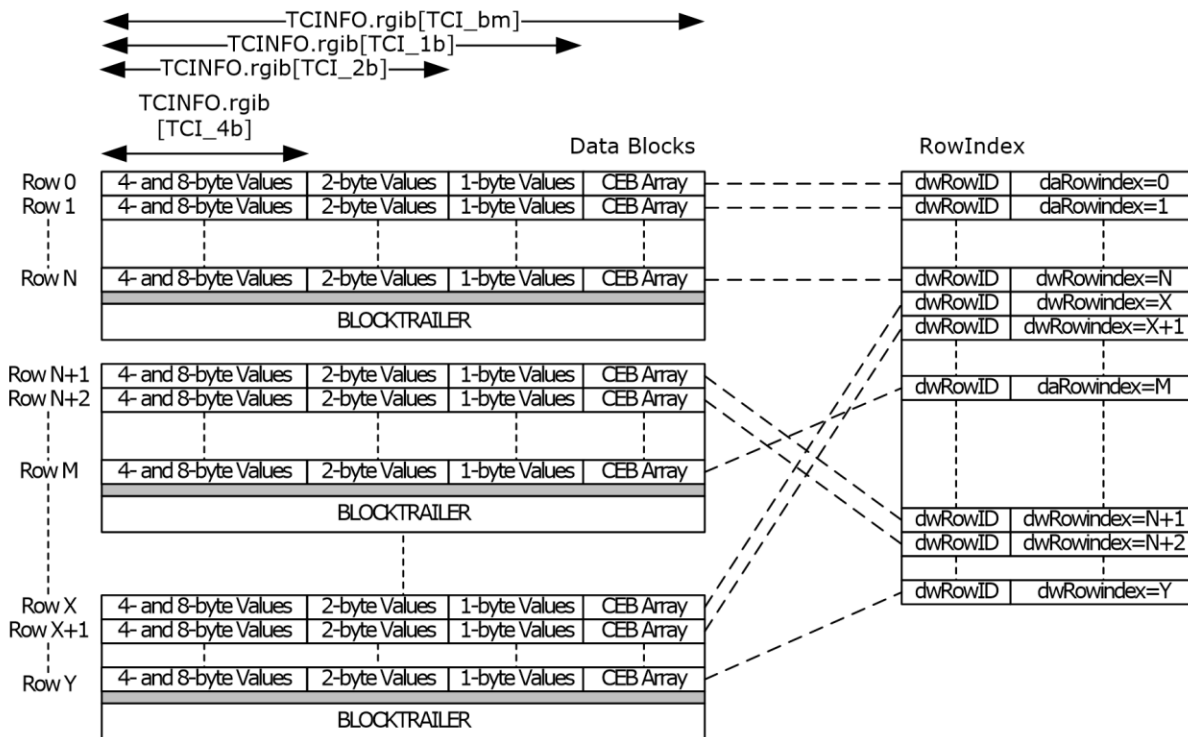 TCINFO.rgib[TCI_bm]
TCINFO.rgib[TCI_1b]
TCINFO.rgib[TCI_2b]
TCINFO.rgib
[TCI_4b]
Data Blocks RowIndex
Row 0 4- and 8-byte Values 2-byte Values 1-byte Values CEB Array dwRowID daRowindex=0
Row 1 4- and 8-byte Values 2-byte Values 1-byte Values CEB Array dwRowID daRowindex=1
Row N 4- and 8-byte Values 2-byte Values 1-byte Values CEB Array dwRowID dwRowindex=N
dwRowID dwRowindex=X
BLOCKTRAILER dwRowID dwRowindex=X+1
Row N+1 4- and 8-byte Values 2-byte Values 1-byte Values CEB Array
dwRowID daRowindex=M
Row N+2 4- and 8-byte Values 2-byte Values 1-byte Values CEB Array
Row M 4- and 8-byte Values 2-byte Values 1-byte Values CEB Array
BLOCKTRAILER dwRowID dwRowindex=N+1
dwRowID dwRowindex=N+2
dwRowID dwRowindex=Y
Row X 4- and 8-byte Values 2-byte Values 1-byte Values CEB Array
Row X+1 4- and 8-byte Values 2-byte Values 1-byte Values CEB Array
Row Y 4- and 8-byte Values 2-byte Values 1-byte Values CEB Array
BLOCKTRAILER